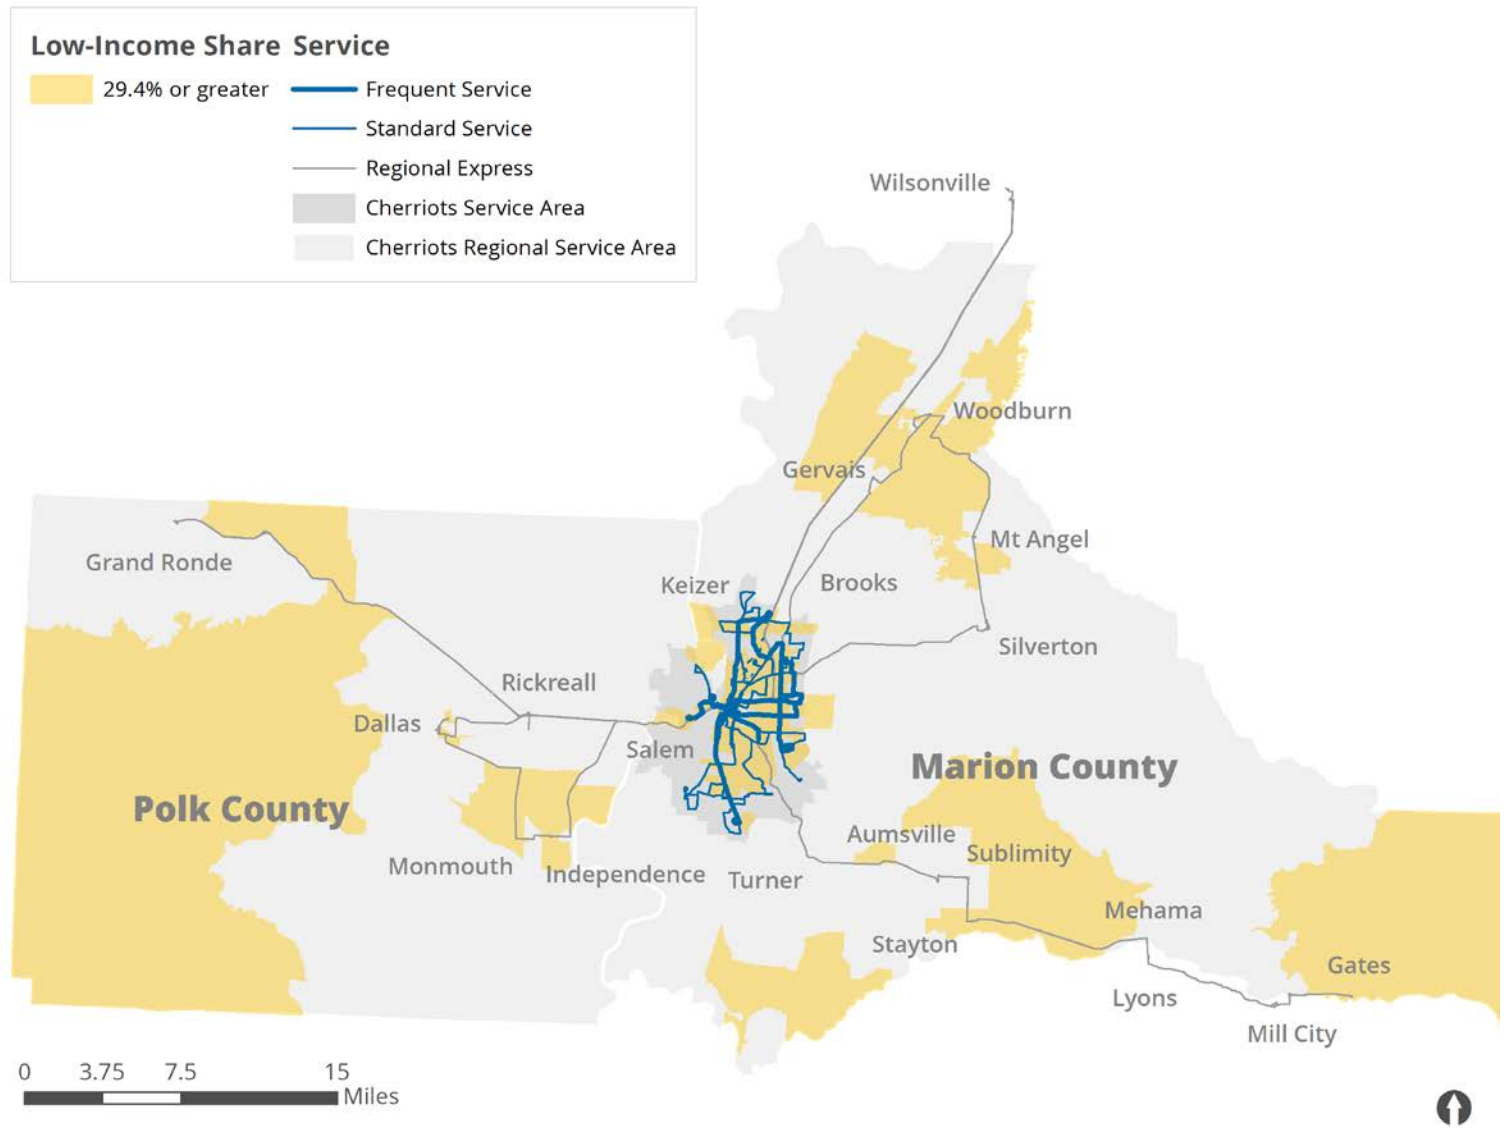 Low-Income Share Service
29.4% or greater
Frequent Service
Standard Service
Regional Express
Cherriots Service Area
Cherriots Regional Service Area
Wilsonville
Woodburn
Gervais
Mt Angel
Grand Ronde
Keizer
Brooks
Silverton
Rickreall
Dallas
Salem
Marion County
Polk County
Aumsville
Sublimity
Monmouth
Independence
Turner
Mehama
Stayton
Gates
Lyons
Mill City
0 3.75 7.5 15
Miles